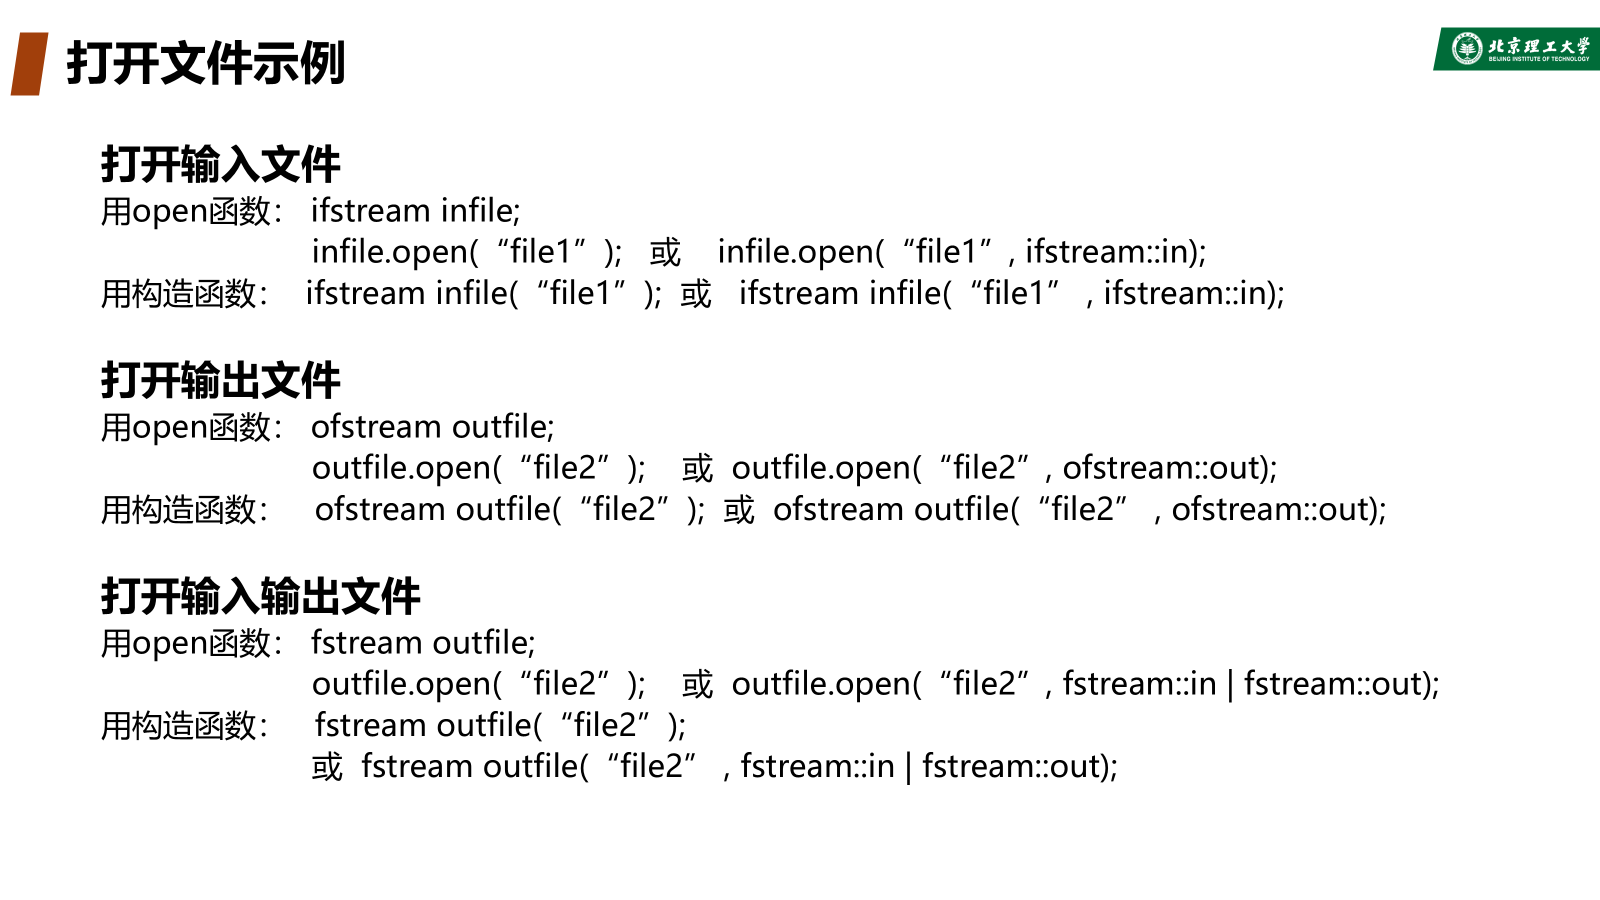 打开文件示例
北京理工大学
BEIJING INSTITUTE OF TECHNOLOGY
打开输入文件
用open函数： ifstream infile;
infile.open(“file1”); 或 infile.open(“file1”, ifstream::in);
用构造函数： ifstream infile(“file1”); 或 ifstream infile(“file1” , ifstream::in);
打开输出文件
用open函数： ofstream outfile;
outfile.open(“file2”); 或 outfile.open(“file2”, ofstream::out);
用构造函数： ofstream outfile(“file2”); 或 ofstream outfile(“file2” , ofstream::out);
打开输入输出文件
用open函数： fstream outfile;
outfile.open(“file2”); 或 outfile.open(“file2”, fstream::in | fstream::out);
用构造函数： fstream outfile(“file2”);
或 fstream outfile(“file2” , fstream::in | fstream::out);